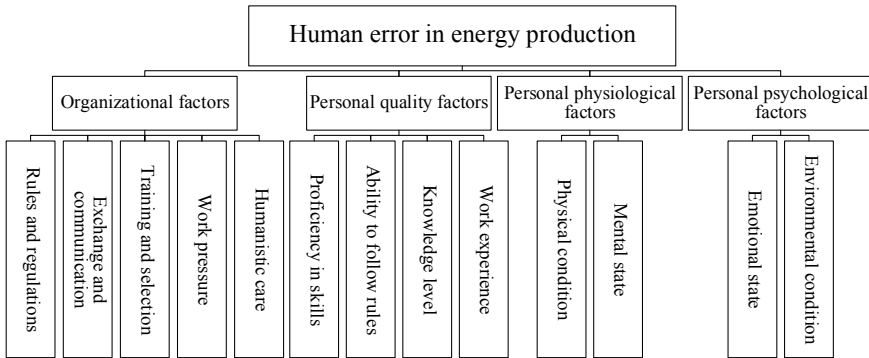 Human error in energy production
Organizational factors
Personal quality factors
Personal physiological
factors
Personal psychological
factors
Rules and regulations
Exchange and
communication
Training and selection
Work pressure
Humanistic care
Proficiency in skills
Ability to follow rules
Knowledge level
Work experience
Physical condition
Mental state
Emotional state
Environmental condition